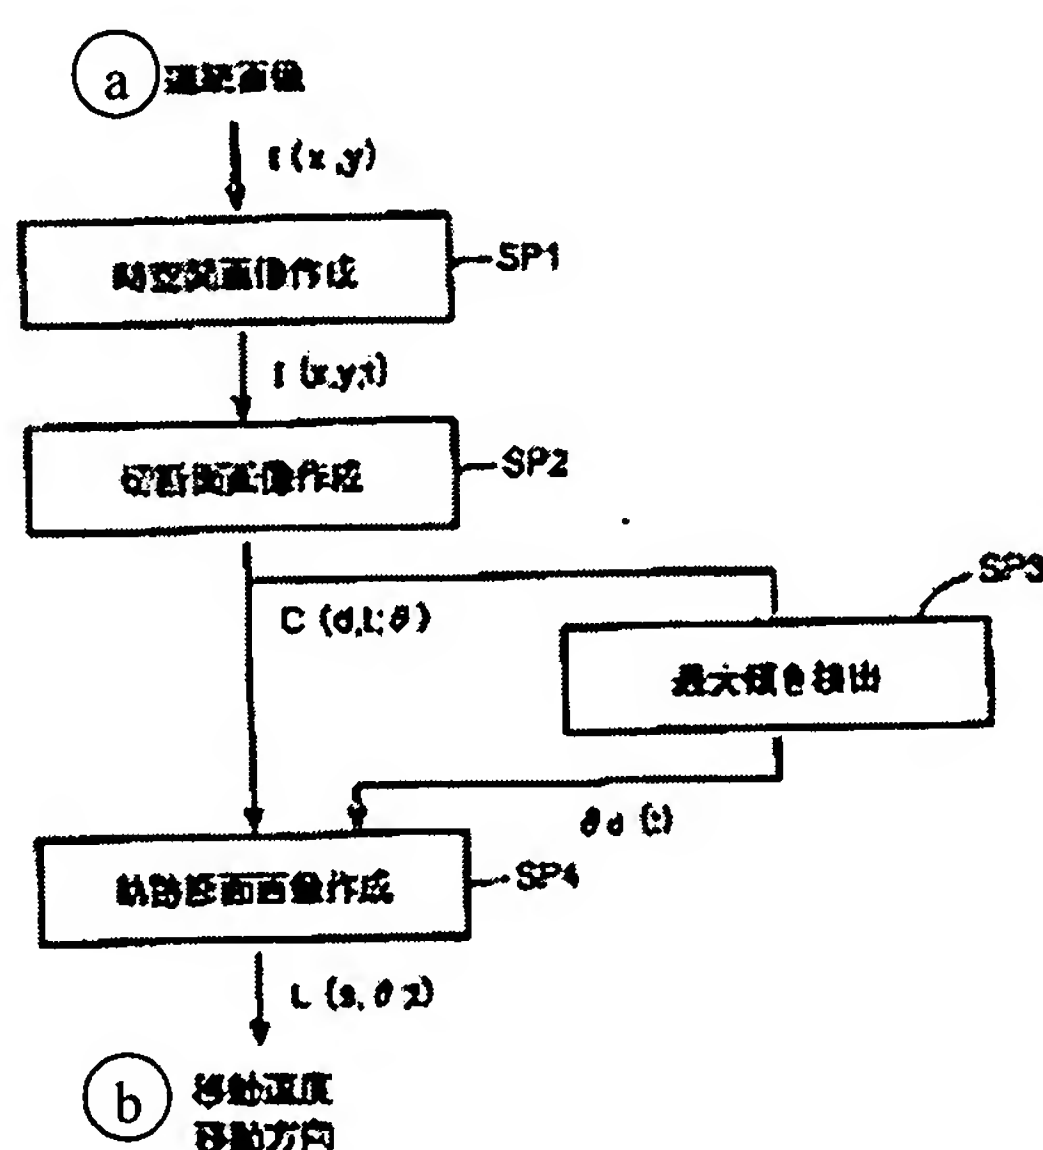 a 連続画像
I (x, y)
時空間画像作成
SP1
I (x,y,t)
切断面画像作成
SP2
SP3
C (d,t;θ)
最大傾き検出
θd (t)
軌跡断面画像作成
SP4
b 移動速度
移動方向